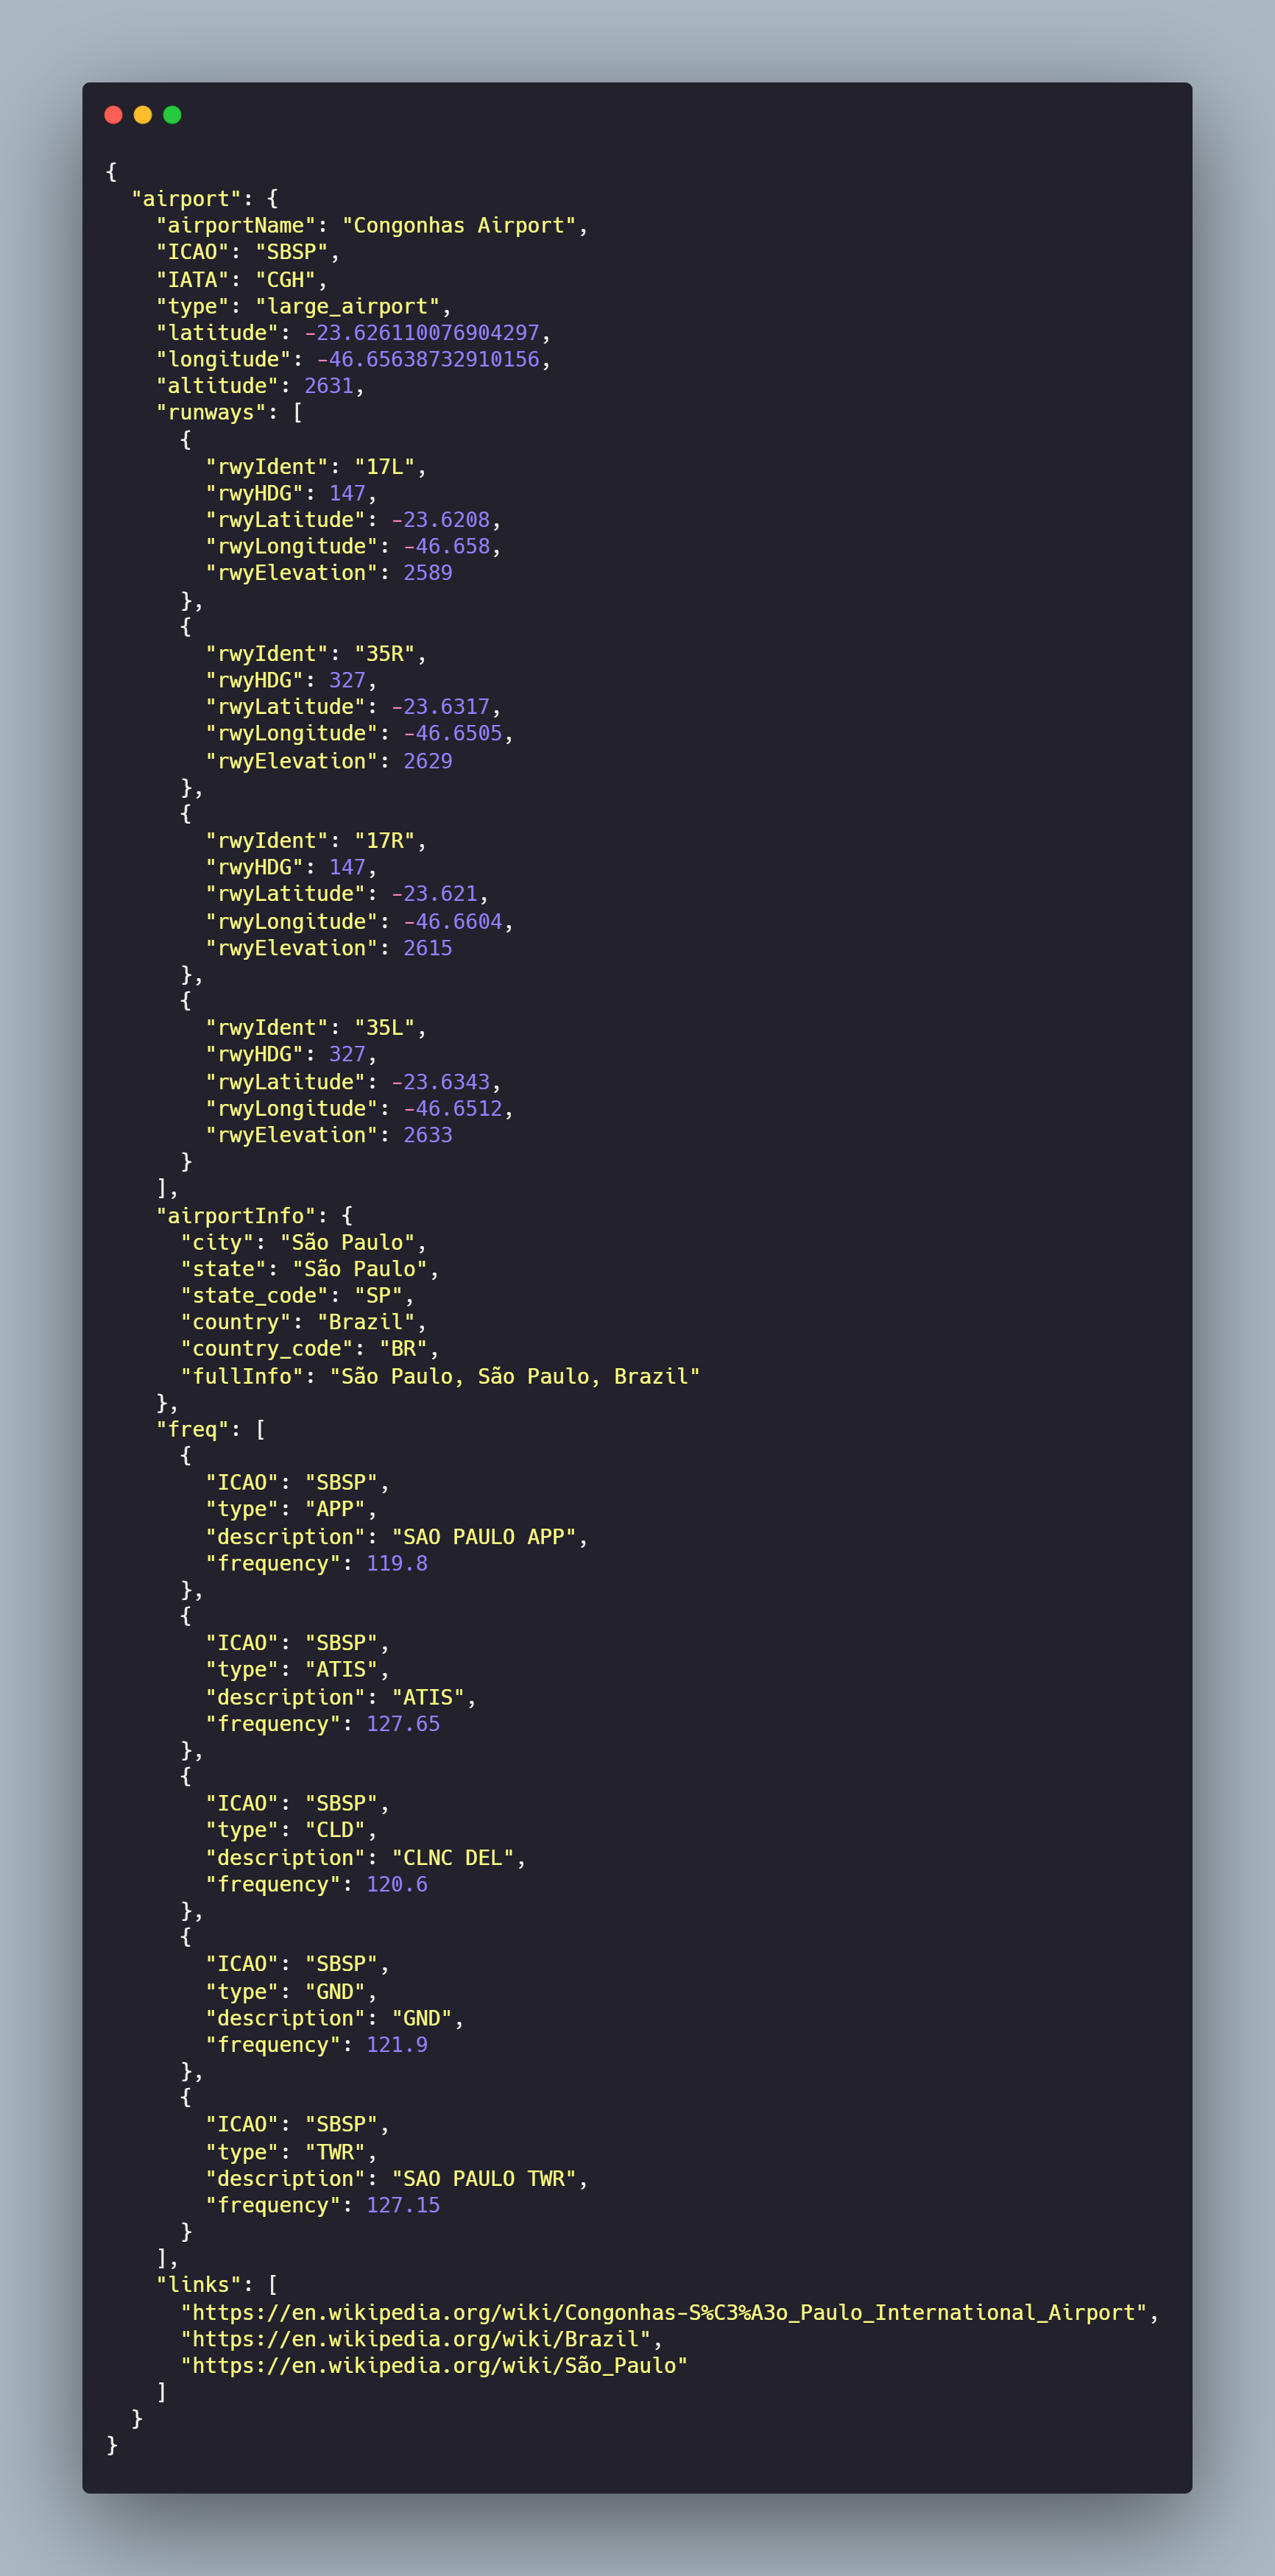 {
  "airport": {
    "airportName": "Congonhas Airport",
    "ICAO": "SBSP",
    "IATA": "CGH",
    "type": "large_airport",
    "latitude": -23.626110076904297,
    "longitude": -46.65638732910156,
    "altitude": 2631,
    "runways": [
      {
        "rwyIdent": "17L",
        "rwyHDG": 147,
        "rwyLatitude": -23.6208,
        "rwyLongitude": -46.658,
        "rwyElevation": 2589
      },
      {
        "rwyIdent": "35R",
        "rwyHDG": 327,
        "rwyLatitude": -23.6317,
        "rwyLongitude": -46.6505,
        "rwyElevation": 2629
      },
      {
        "rwyIdent": "17R",
        "rwyHDG": 147,
        "rwyLatitude": -23.621,
        "rwyLongitude": -46.6604,
        "rwyElevation": 2615
      },
      {
        "rwyIdent": "35L",
        "rwyHDG": 327,
        "rwyLatitude": -23.6343,
        "rwyLongitude": -46.6512,
        "rwyElevation": 2633
      }
    ],
    "airportInfo": {
      "city": "São Paulo",
      "state": "São Paulo",
      "state_code": "SP",
      "country": "Brazil",
      "country_code": "BR",
      "fullInfo": "São Paulo, São Paulo, Brazil"
    },
    "freq": [
      {
        "ICAO": "SBSP",
        "type": "APP",
        "description": "SAO PAULO APP",
        "frequency": 119.8
      },
      {
        "ICAO": "SBSP",
        "type": "ATIS",
        "description": "ATIS",
        "frequency": 127.65
      },
      {
        "ICAO": "SBSP",
        "type": "CLD",
        "description": "CLNC DEL",
        "frequency": 120.6
      },
      {
        "ICAO": "SBSP",
        "type": "GND",
        "description": "GND",
        "frequency": 121.9
      },
      {
        "ICAO": "SBSP",
        "type": "TWR",
        "description": "SAO PAULO TWR",
        "frequency": 127.15
      }
    ],
    "links": [
      "https://en.wikipedia.org/wiki/Congonhas-S%C3%A3o_Paulo_International_Airport",
      "https://en.wikipedia.org/wiki/Brazil",
      "https://en.wikipedia.org/wiki/São_Paulo"
    ]
  }
}